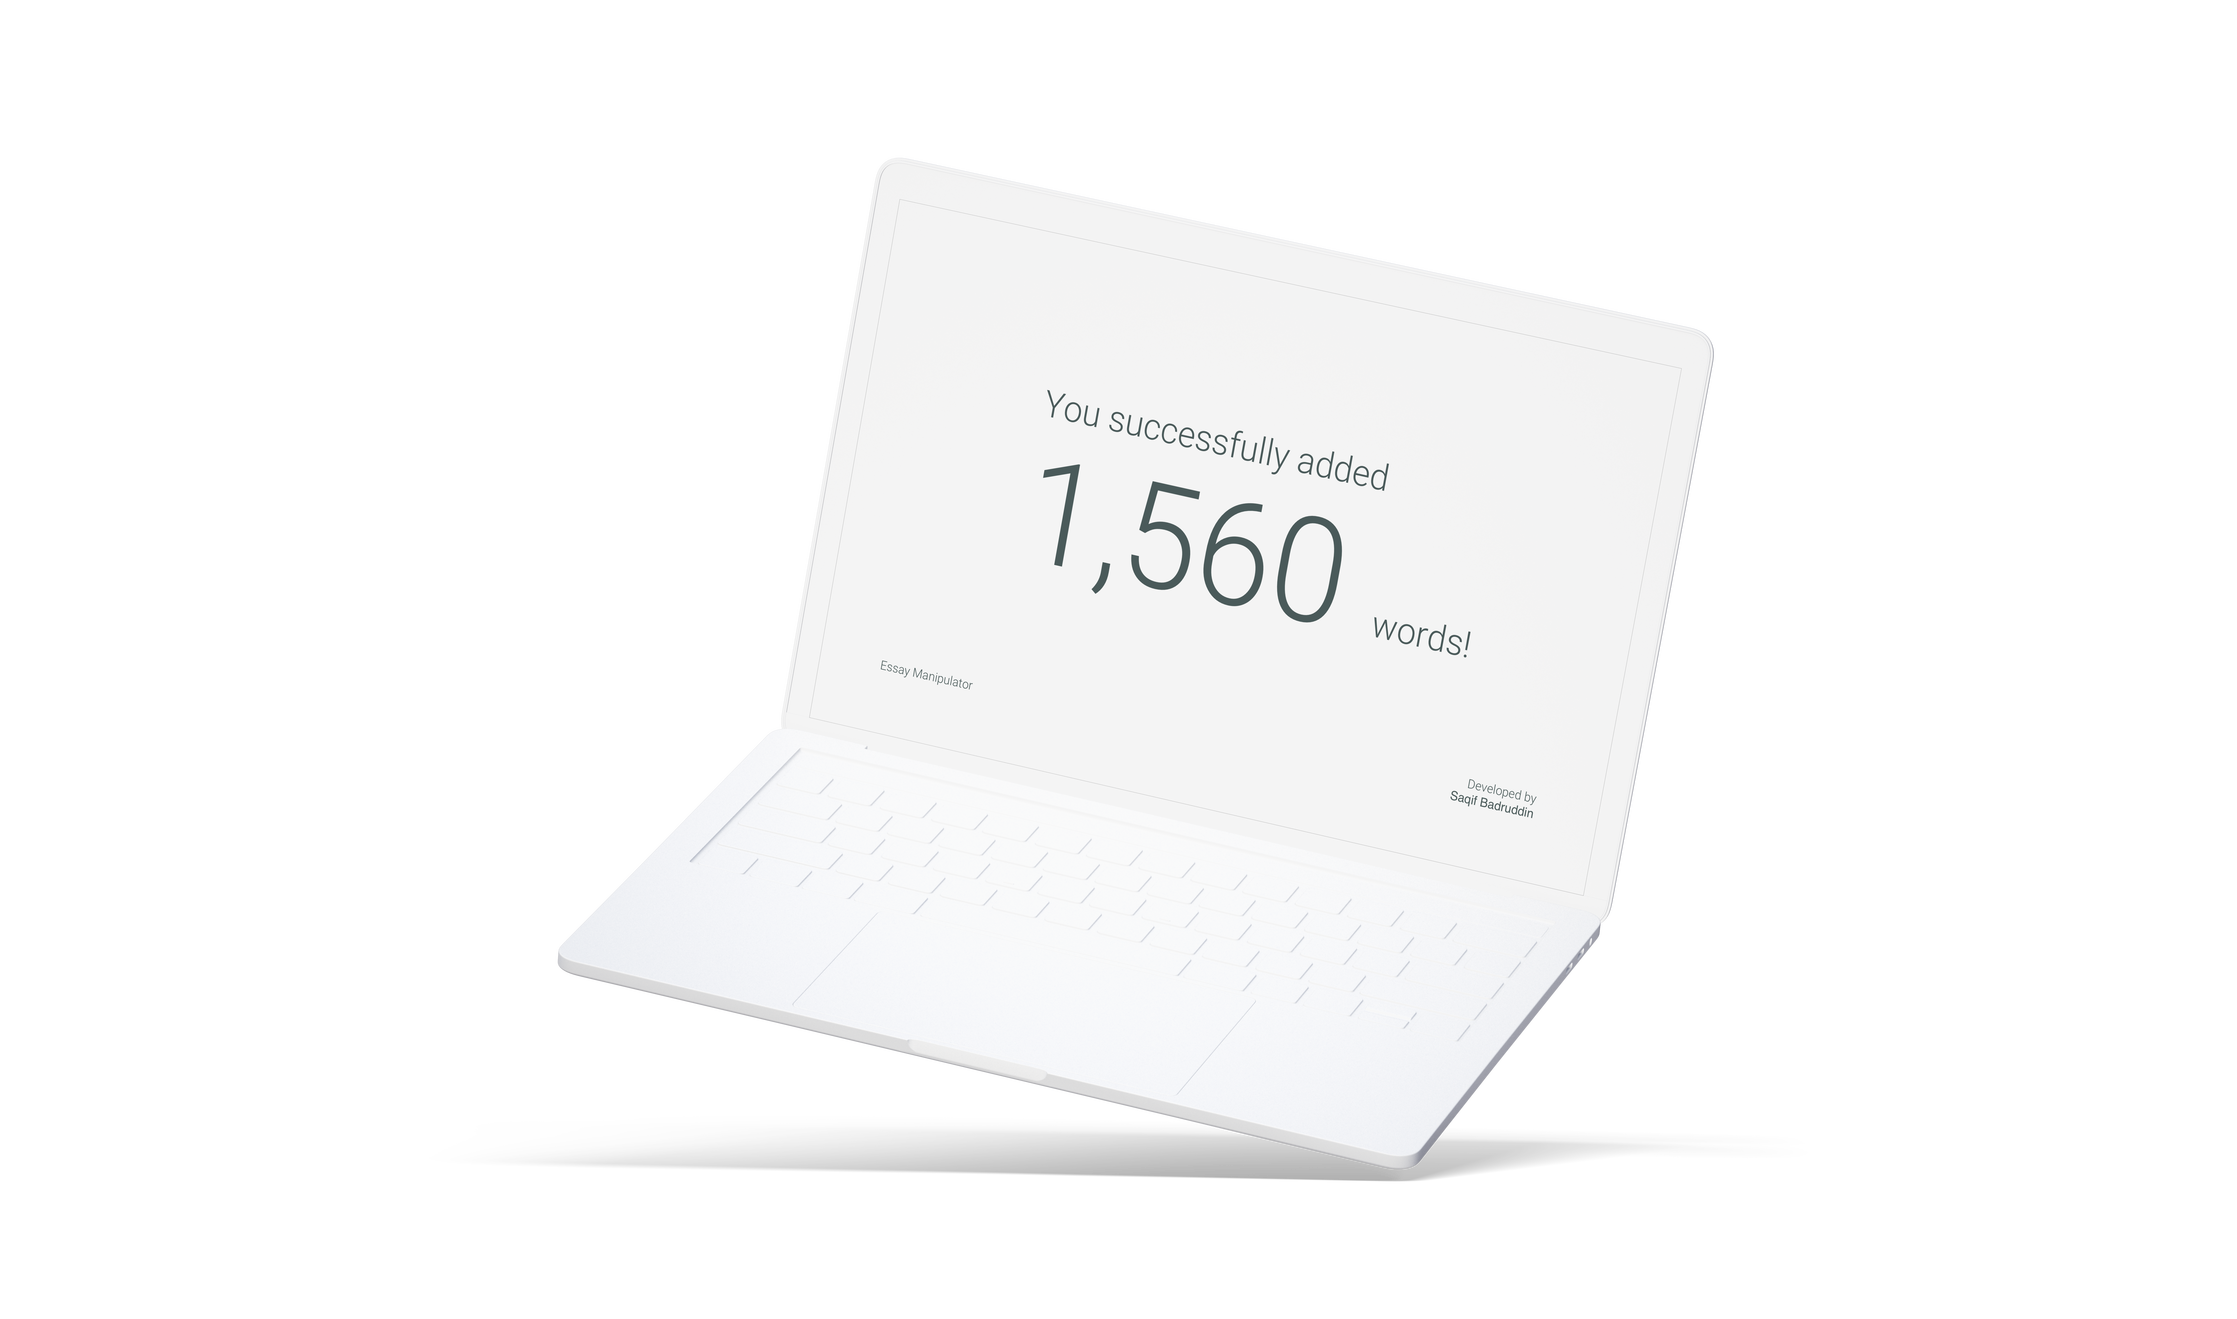 You successfully added
1,560 words!
Essay Manipulator
Developed by
Saqif Badruddin